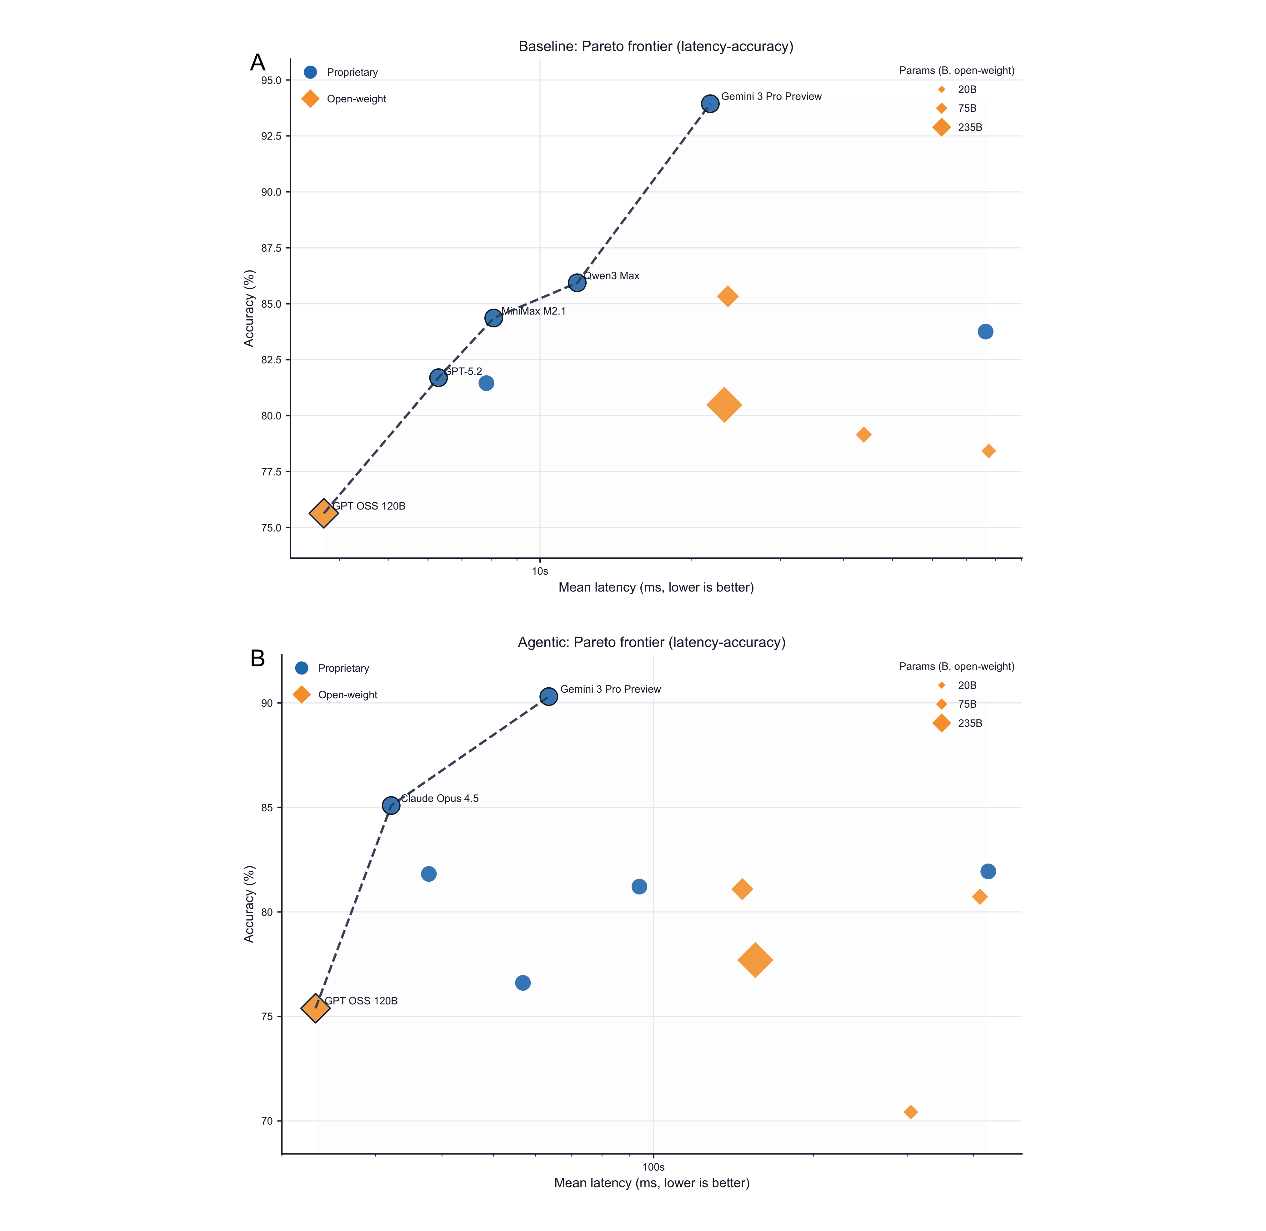 Baseline: Pareto frontier (latency-accuracy)
A
Proprietary
Open-weight
Params (B. open-weight)
20B
75B
235B
95.0
92.5
90.0
87.5
85.0
82.5
80.0
77.5
75.0
Accuracy (%)
Gemini 3 Pro Preview
Qwen3 Max
MiniMax M2.1
GPT-5.2
GPT OSS 120B
10s
Mean latency (ms, lower is better)
Agentic: Pareto frontier (latency-accuracy)
B
Proprietary
Open-weight
Params (B. open-weight)
20B
75B
235B
90
85
80
75
70
Accuracy (%)
Gemini 3 Pro Preview
Claude Opus 4.5
GPT OSS 120B
100s
Mean latency (ms, lower is better)